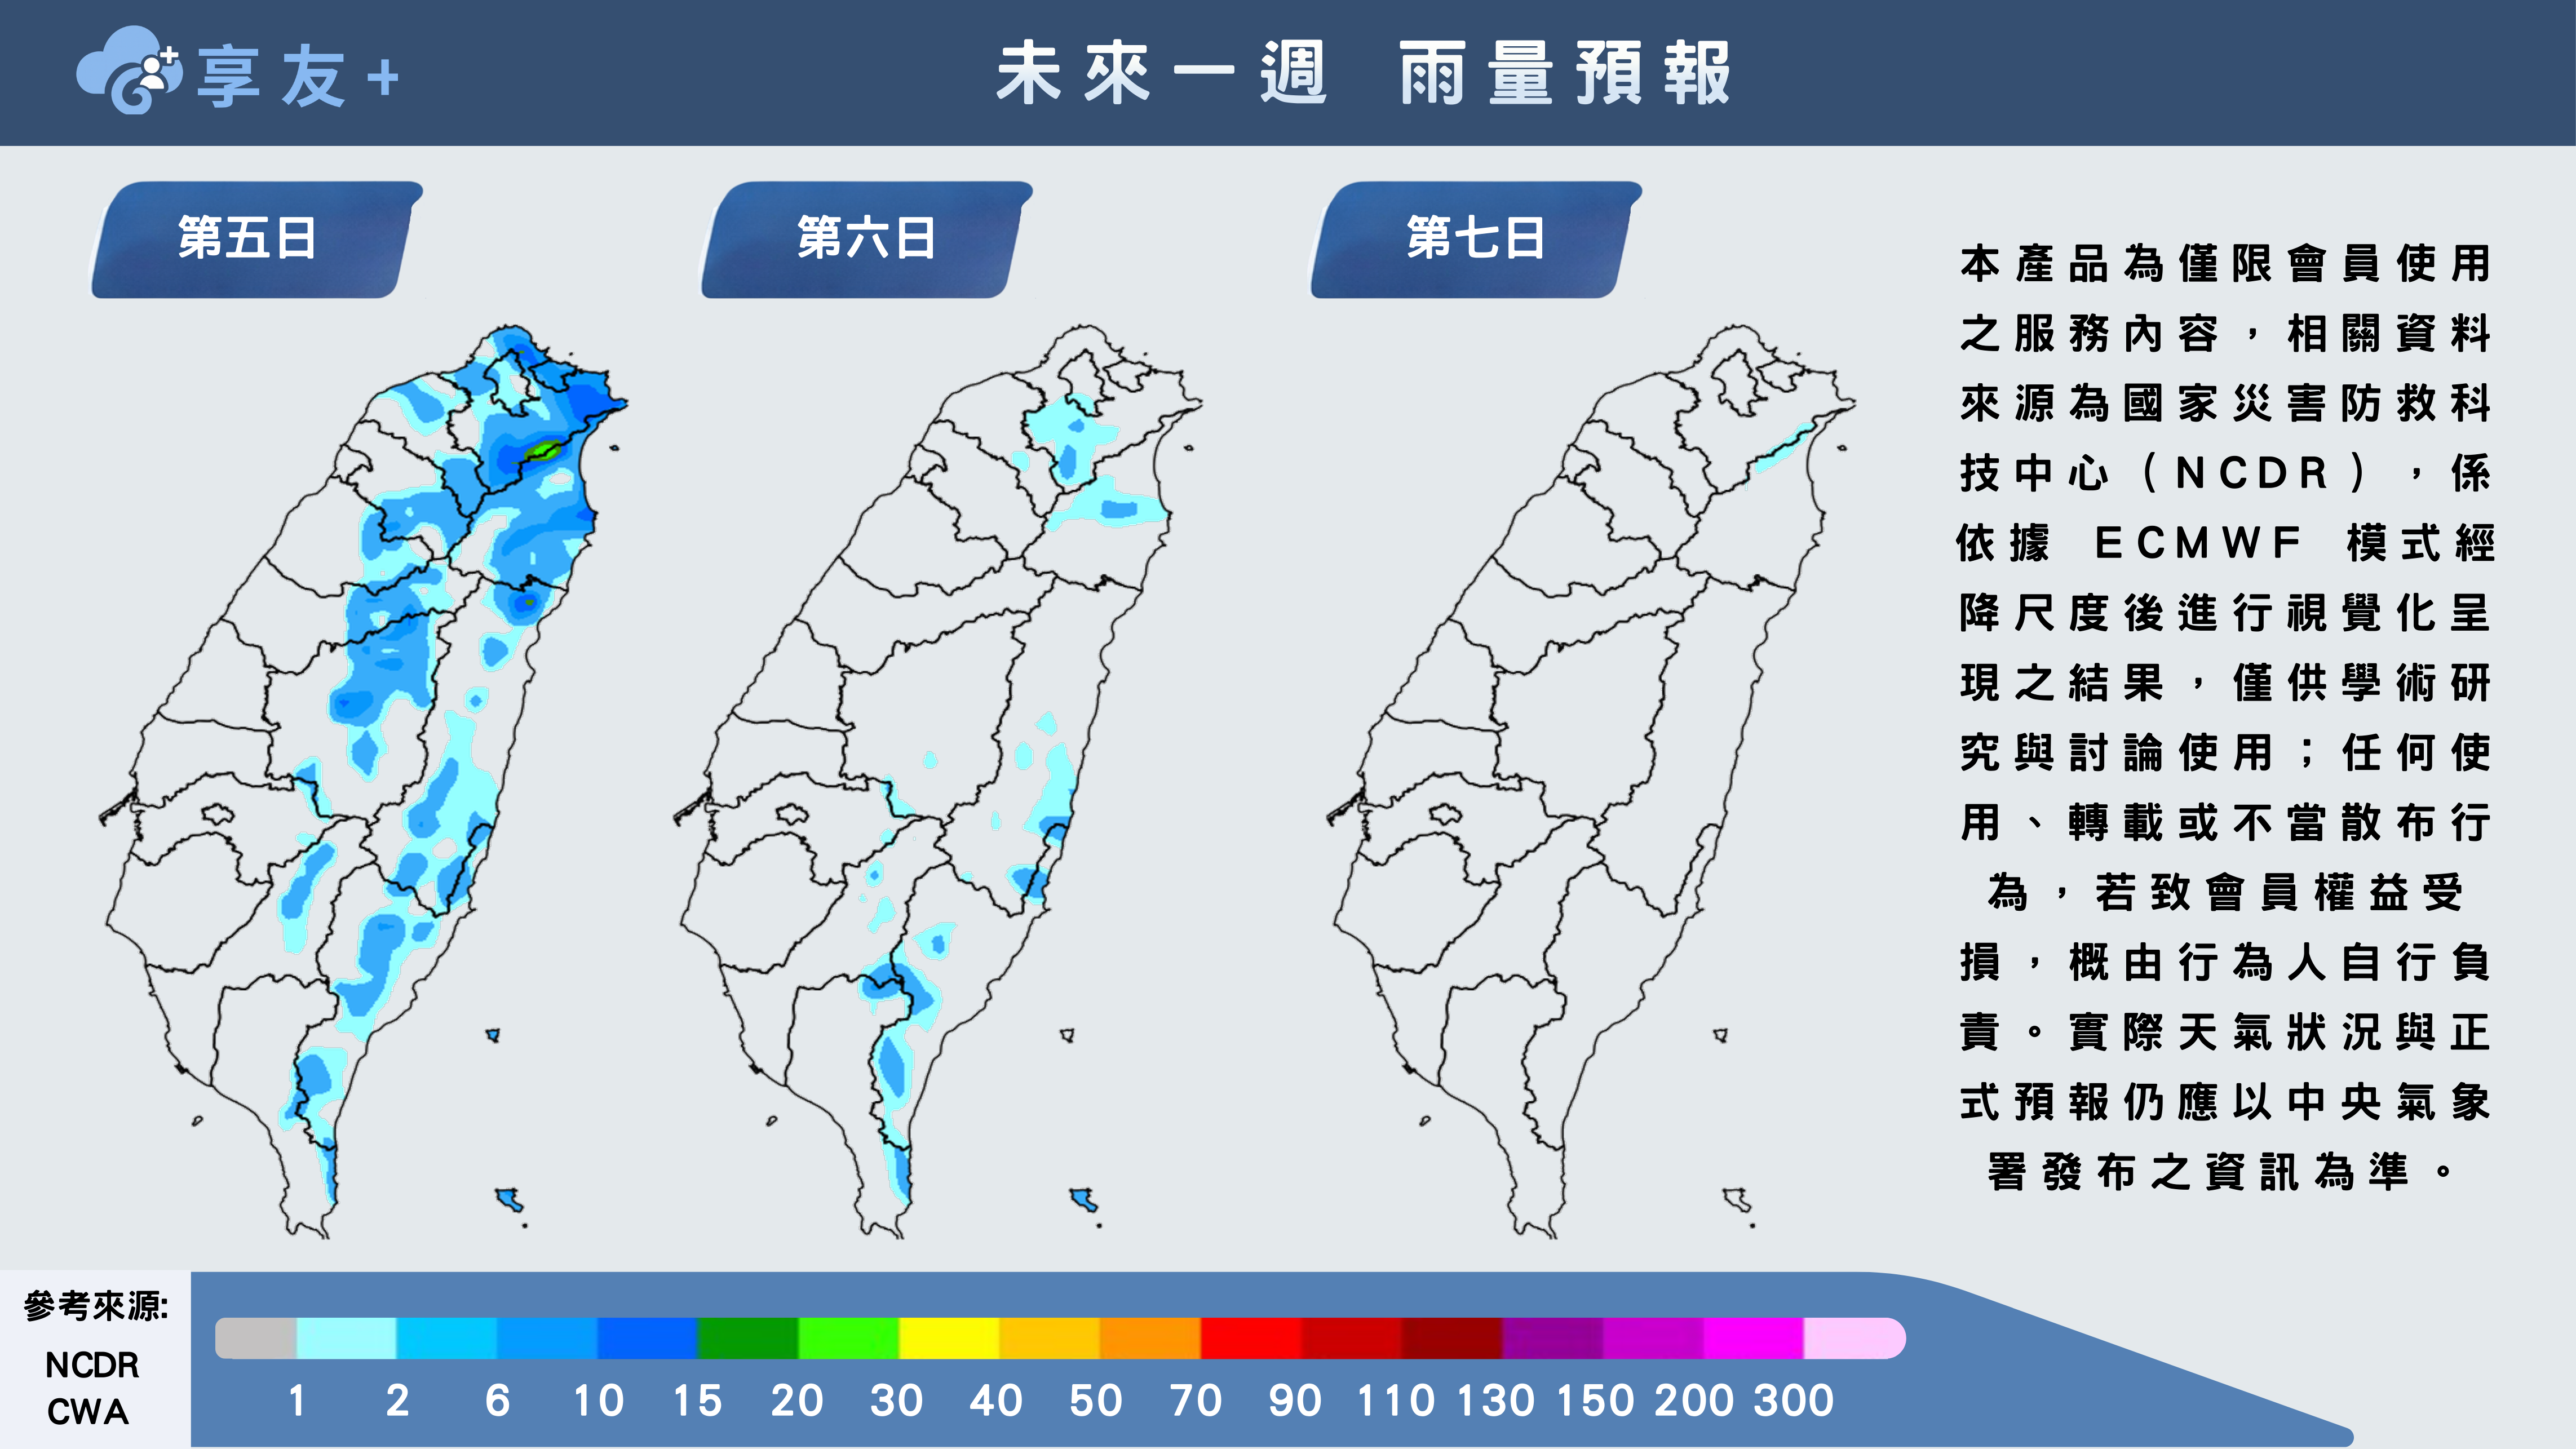 享友+
未來一週 雨量預報
第五日
第六日
第七日
本產品為僅限會員使用
之服務內容，相關資料
來源為國家災害防救科
技中心（NCDR），係
依據 ECMWF 模式經
降尺度後進行視覺化呈
現之結果，僅供學術研
究與討論使用；任何使
用、轉載或不當散布行
為，若致會員權益受
損，概由行為人自行負
責。實際天氣狀況與正
式預報仍應以中央氣象
署發布之資訊為準。
參考來源:
NCDR
CWA
1 2 6 10 15 20 30 40 50 70 90 110 130 150 200 300